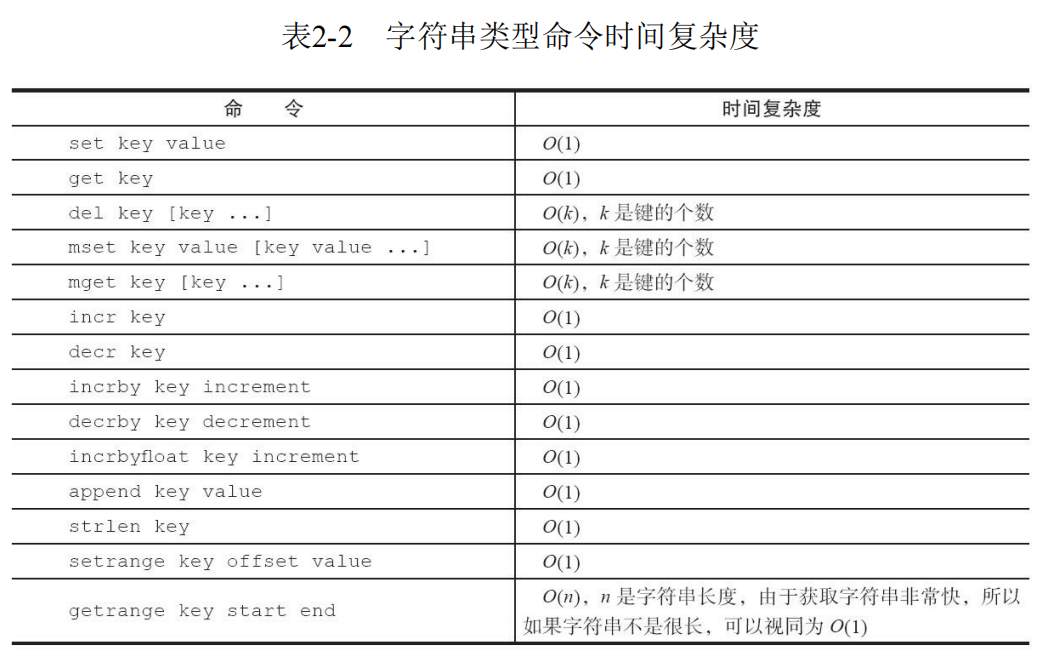 表2-2 字符串类型命令时间复杂度
命 令 时间复杂度
set key value O(1)
get key O(1)
del key [key ...] O(k)，k 是键的个数
mset key value [key value ...] O(k)，k 是键的个数
mget key [key ...] O(k)，k 是键的个数
incr key O(1)
decr key O(1)
incrby key increment O(1)
decrby key decrement O(1)
incrbyfloat key increment O(1)
append key value O(1)
strlen key O(1)
setrange key offset value O(1)
getrange key start end O(n)，n 是字符串长度，由于获取字符串非常快，所以
如果字符串不是很长，可以视同为 O(1)